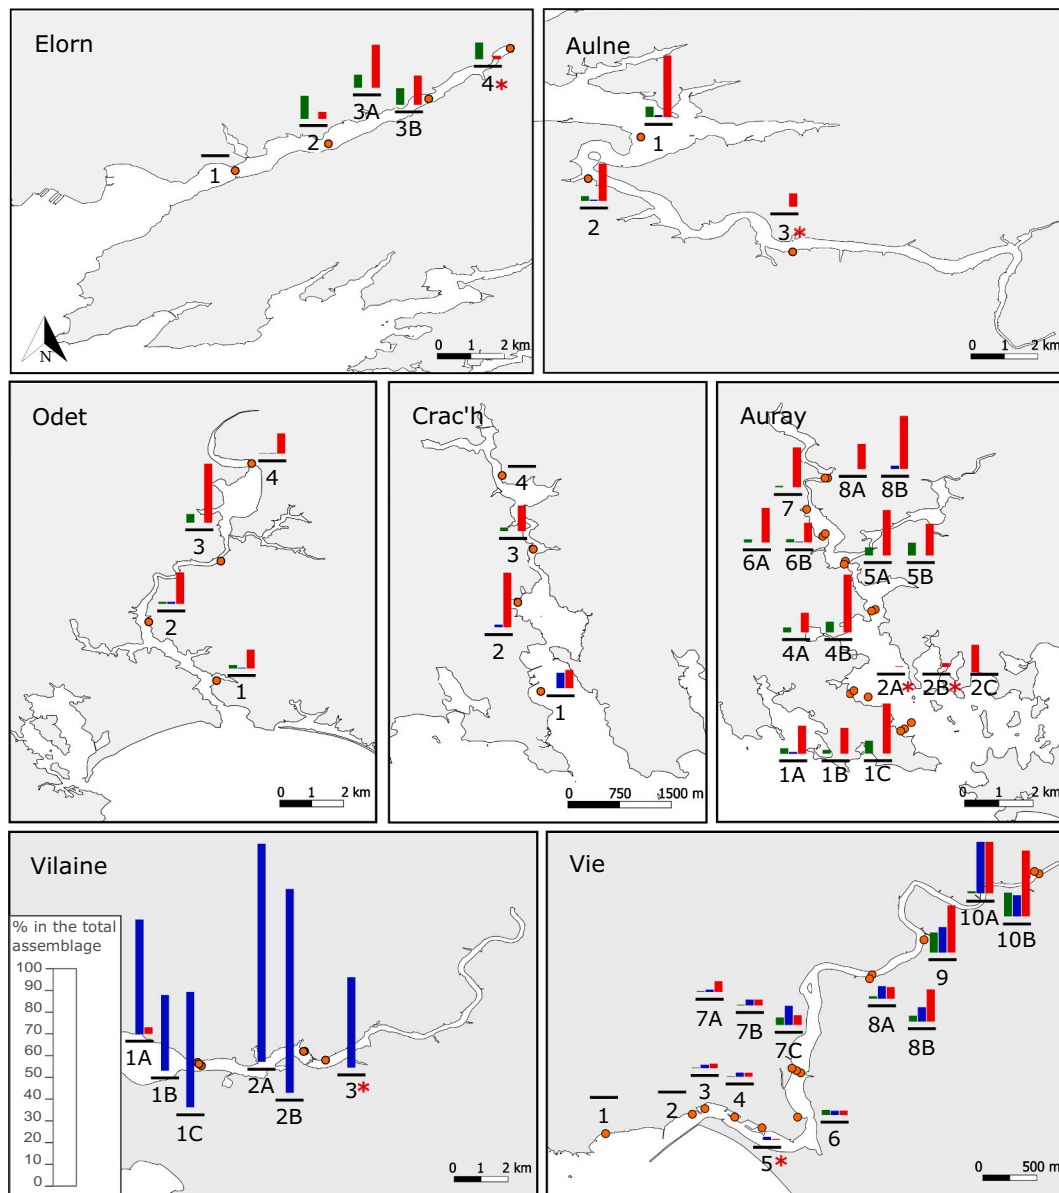 Elorn
1
2
3A
3B
4*
N
0 1 2 km
Aulne
1
2
3*
0 1 2 km
Odet
4
3
2
1
0 1 2 km
Crac'h
4
3
2
1
0 750 1500 m
Auray
8A 8B
7
6A 6B
5A 5B
4A 4B
2A* 2B* 2C
1A 1B 1C
0 1 2 km
Vilaine
% in the total
assemblage
100
90
80
70
60
50
40
30
20
10
0
1A
1B
1C
2A
2B
3*
0 1 2 km
Vie
10A
10B
9
8A
8B
7A
7B
7C
6
5*
4
3
2
1
0 500 m